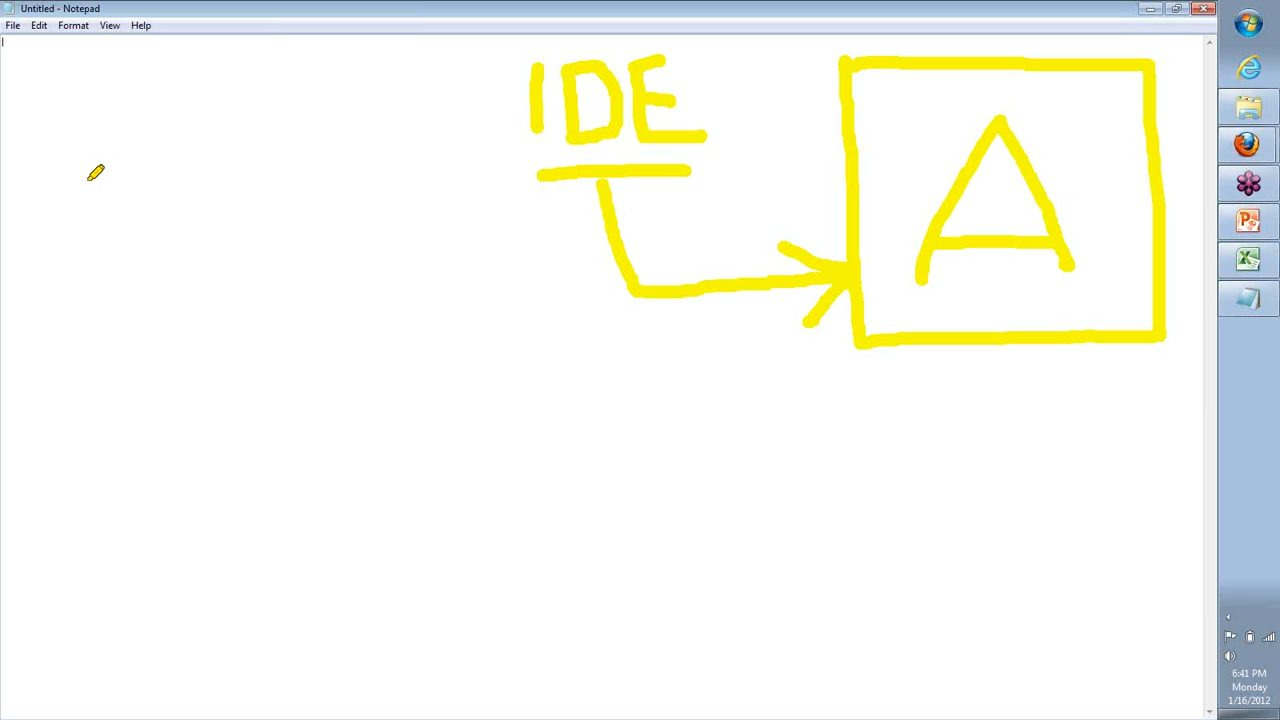 Untitled - Notepad
File Edit Format View Help
IDE
A
6:41 PM
Monday
1/16/2012